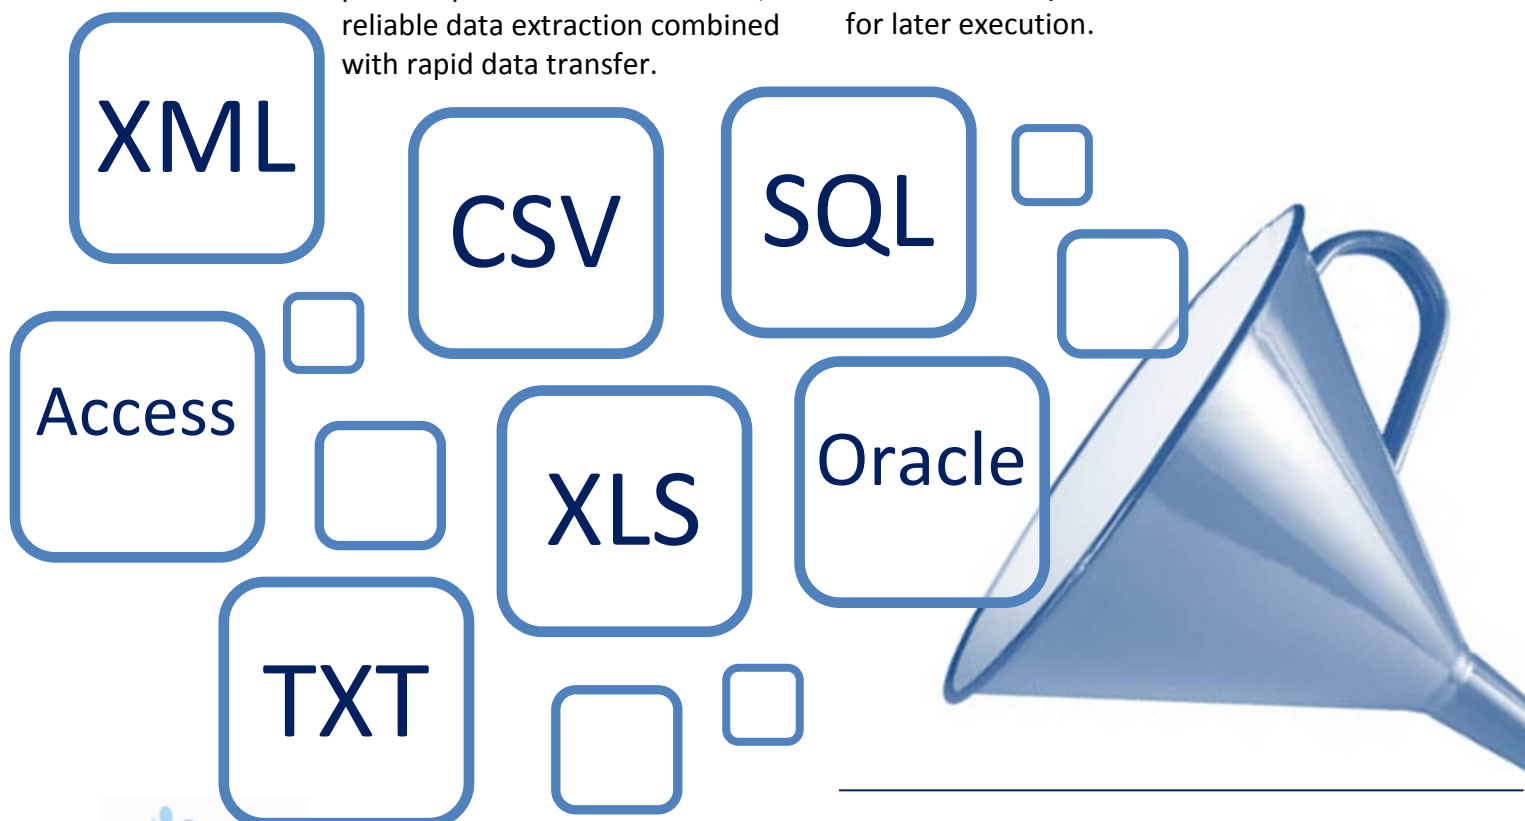 reliable data extraction combined
with rapid data transfer.
for later execution.
XML
CSV
SQL
Access
XLS
Oracle
TXT